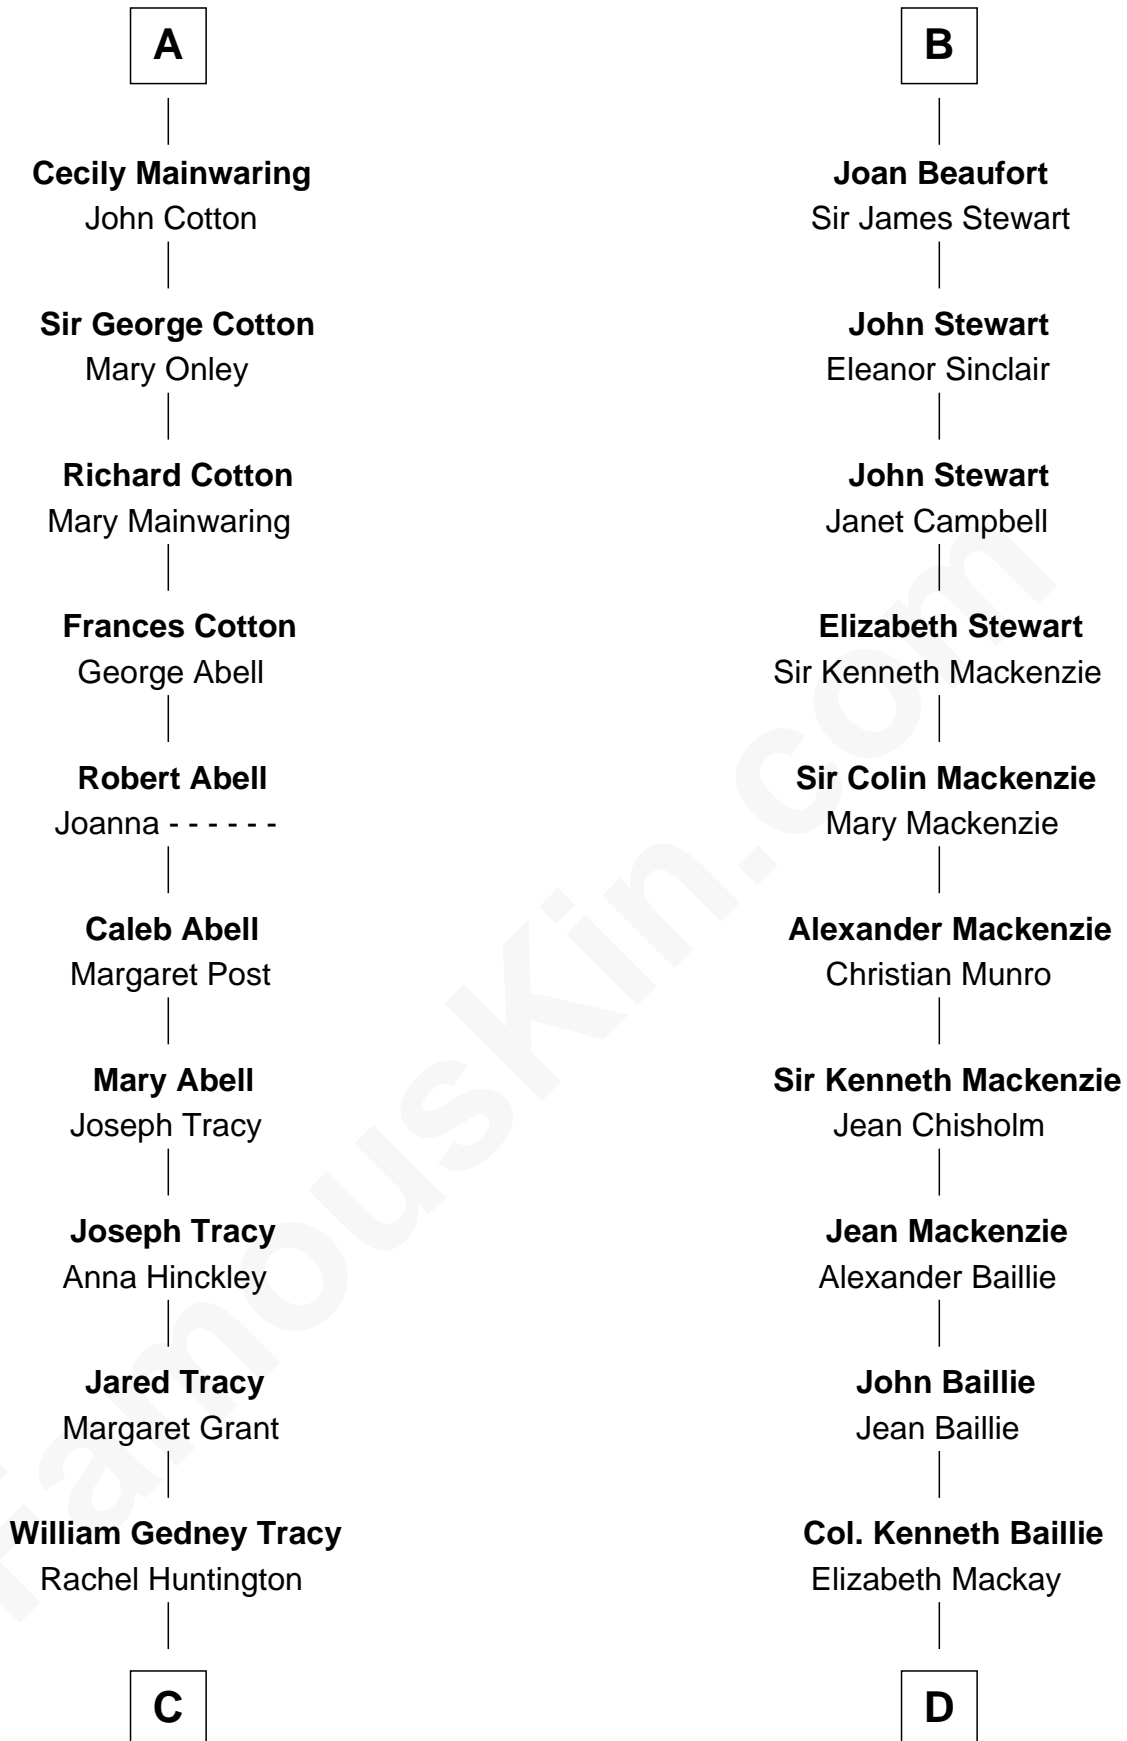 A
Cecily Mainwaring
John Cotton
Sir George Cotton
Mary Onley
Richard Cotton
Mary Mainwaring
Frances Cotton
George Abell
Robert Abell
Joanna - - - - - -
Caleb Abell
Margaret Post
Mary Abell
Joseph Tracy
Joseph Tracy
Anna Hinckley
Jared Tracy
Margaret Grant
William Gedney Tracy
Rachel Huntington
C
B
Joan Beaufort
Sir James Stewart
John Stewart
Eleanor Sinclair
John Stewart
Janet Campbell
Elizabeth Stewart
Sir Kenneth Mackenzie
Sir Colin Mackenzie
Mary Mackenzie
Alexander Mackenzie
Christian Munro
Sir Kenneth Mackenzie
Jean Chisholm
Jean Mackenzie
Alexander Baillie
John Baillie
Jean Baillie
Col. Kenneth Baillie
Elizabeth Mackay
D
FamousKin.com